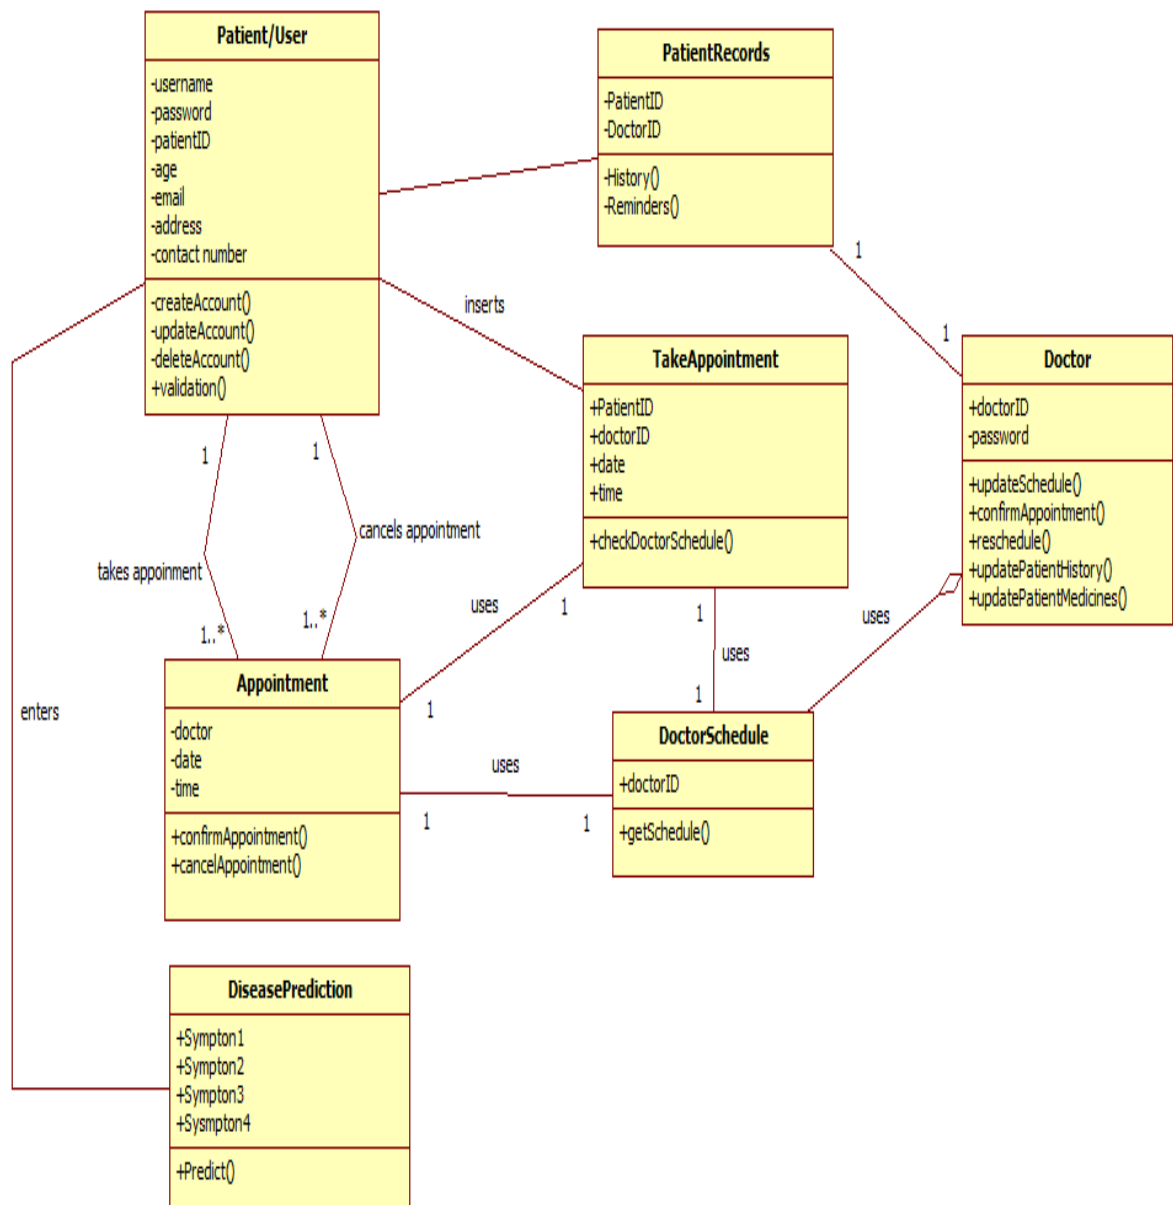 Patient/User
-username
-password
-patientID
-age
-email
-address
-contact number
-createAccount()
-updateAccount()
-deleteAccount()
+validation()
PatientRecords
-PatientID
-DoctorID
-History()
-Reminders()
1
1
inserts
TakeAppointment
+PatientID
+doctorID
+date
+time
+checkDoctorSchedule()
Doctor
+doctorID
-password
+updateSchedule()
+confirmAppointment()
+reschedule()
+updatePatientHistory()
+updatePatientMedicines()
1
1
takes appoinment
cancels appointment
1..*
1..*
uses
1
1
1
uses
1
uses
Appointment
-doctor
-date
-time
+confirmAppointment()
+cancelAppointment()
uses
1
1
DoctorSchedule
+doctorID
+getSchedule()
enters
DiseasePrediction
+Sympton1
+Sympton2
+Sympton3
+Sysmpton4
+Predict()